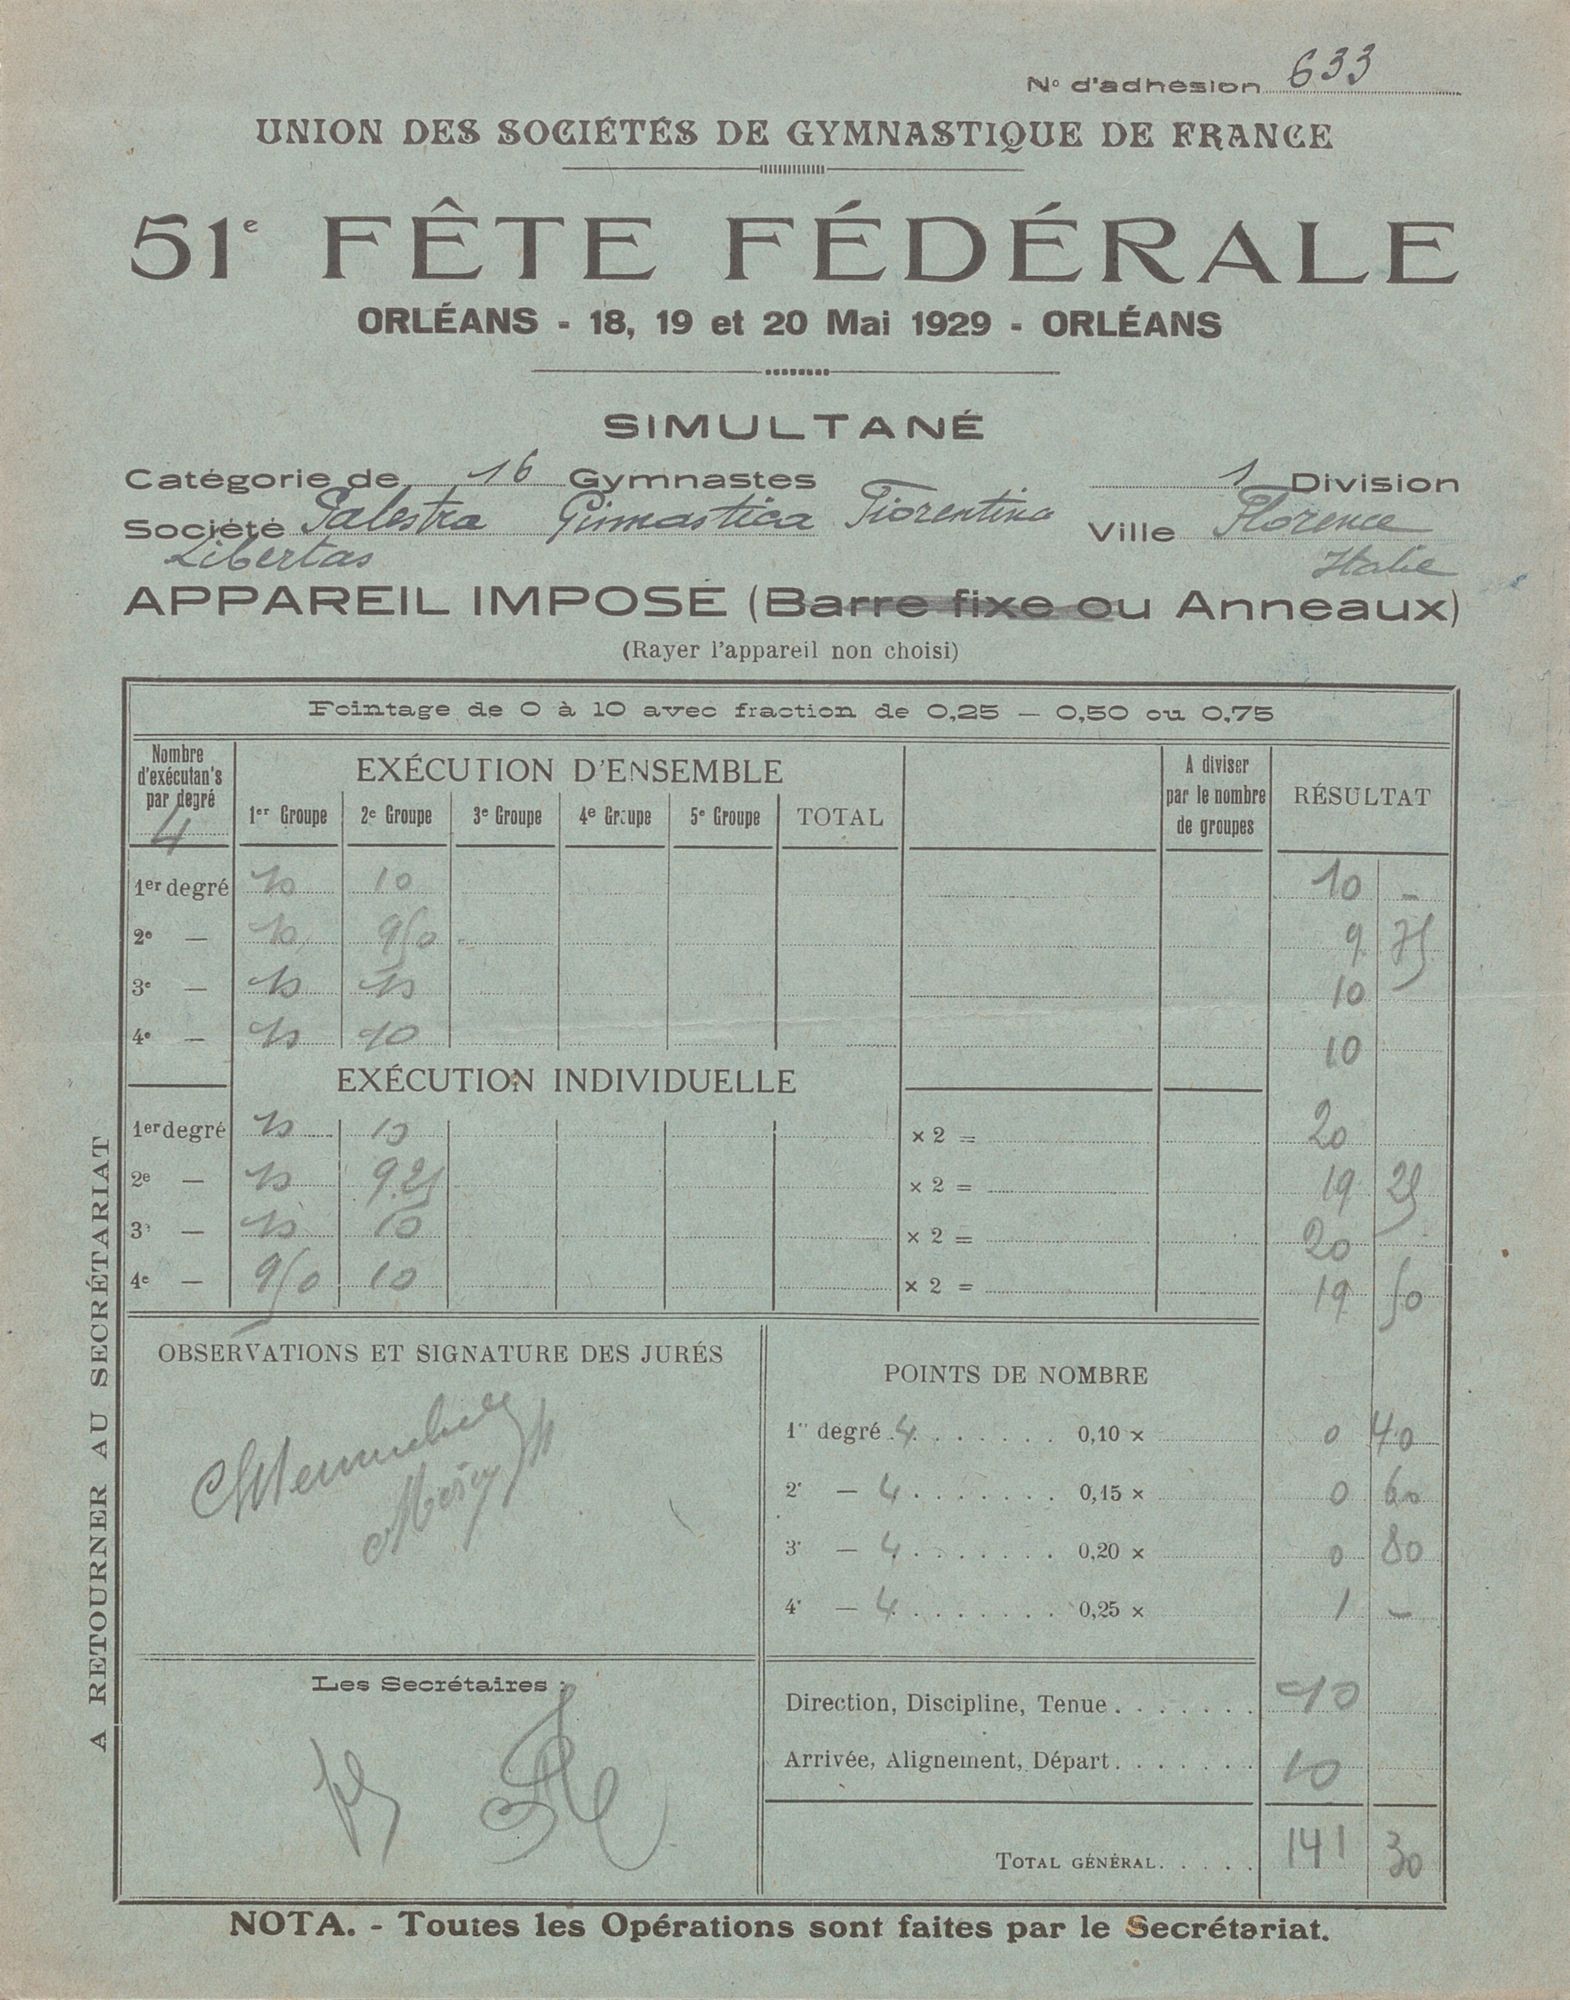 N° d'adhésion 633
UNION DES SOCIÉTÉS DE GYMNASTIQUE DE FRANCE
51e FÊTE FÉDÉRALE
ORLÉANS - 18, 19 et 20 Mai 1929 - ORLÉANS
SIMULTANÉ
Catégorie de 16 Gymnastes 1 Division
Société Palestra Ginnastica Fiorentina Ville Florence
Libertas Italie
APPAREIL IMPOSÉ (Barre fixe ou Anneaux)
(Rayer l'appareil non choisi)
Pointage de 0 à 10 avec fraction de 0,25 — 0,50 ou 0,75
Nombre d'exécutan's par degré 4
EXÉCUTION D'ENSEMBLE
A diviser par le nombre de groupes
RÉSULTAT
1er Groupe 2e Groupe 3e Groupe 4e Groupe 5e Groupe TOTAL
1er degré 10 10 10 -
2e — 10 9,50 9 75
3e — 10 10 10
4e — 10 10 10
EXÉCUTION INDIVIDUELLE
1er degré 10 10 × 2 = 20
2e — 10 9.25 × 2 = 19 25
3e — 10 10 × 2 = 20
4e — 9,50 10 × 2 = 19 50
OBSERVATIONS ET SIGNATURE DES JURÉS
POINTS DE NOMBRE
1er degré 4 0,10 × 0 40
2e — 4 0,15 × 0 60
3e — 4 0,20 × 0 80
4e — 4 0,25 × 1 -
Les Secrétaires :
Direction, Discipline, Tenue 10
Arrivée, Alignement, Départ 10
TOTAL GÉNÉRAL 141 30
A RETOURNER AU SECRÉTARIAT
NOTA. - Toutes les Opérations sont faites par le Secrétariat.